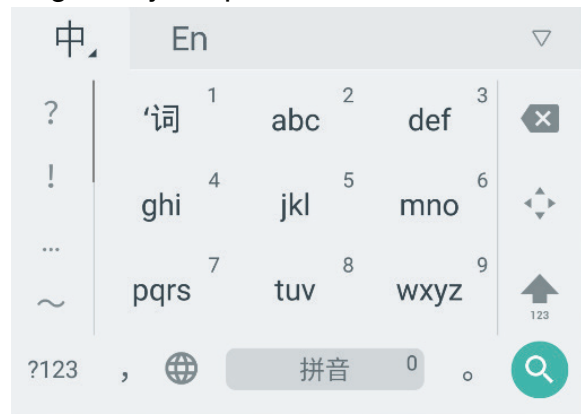 中 En
? '词 1 abc 2 def 3
! ghi 4 jkl 5 mno 6
...
~ pqrs 7 tuv 8 wxyz 9
123
?123 , 拼音 0 。